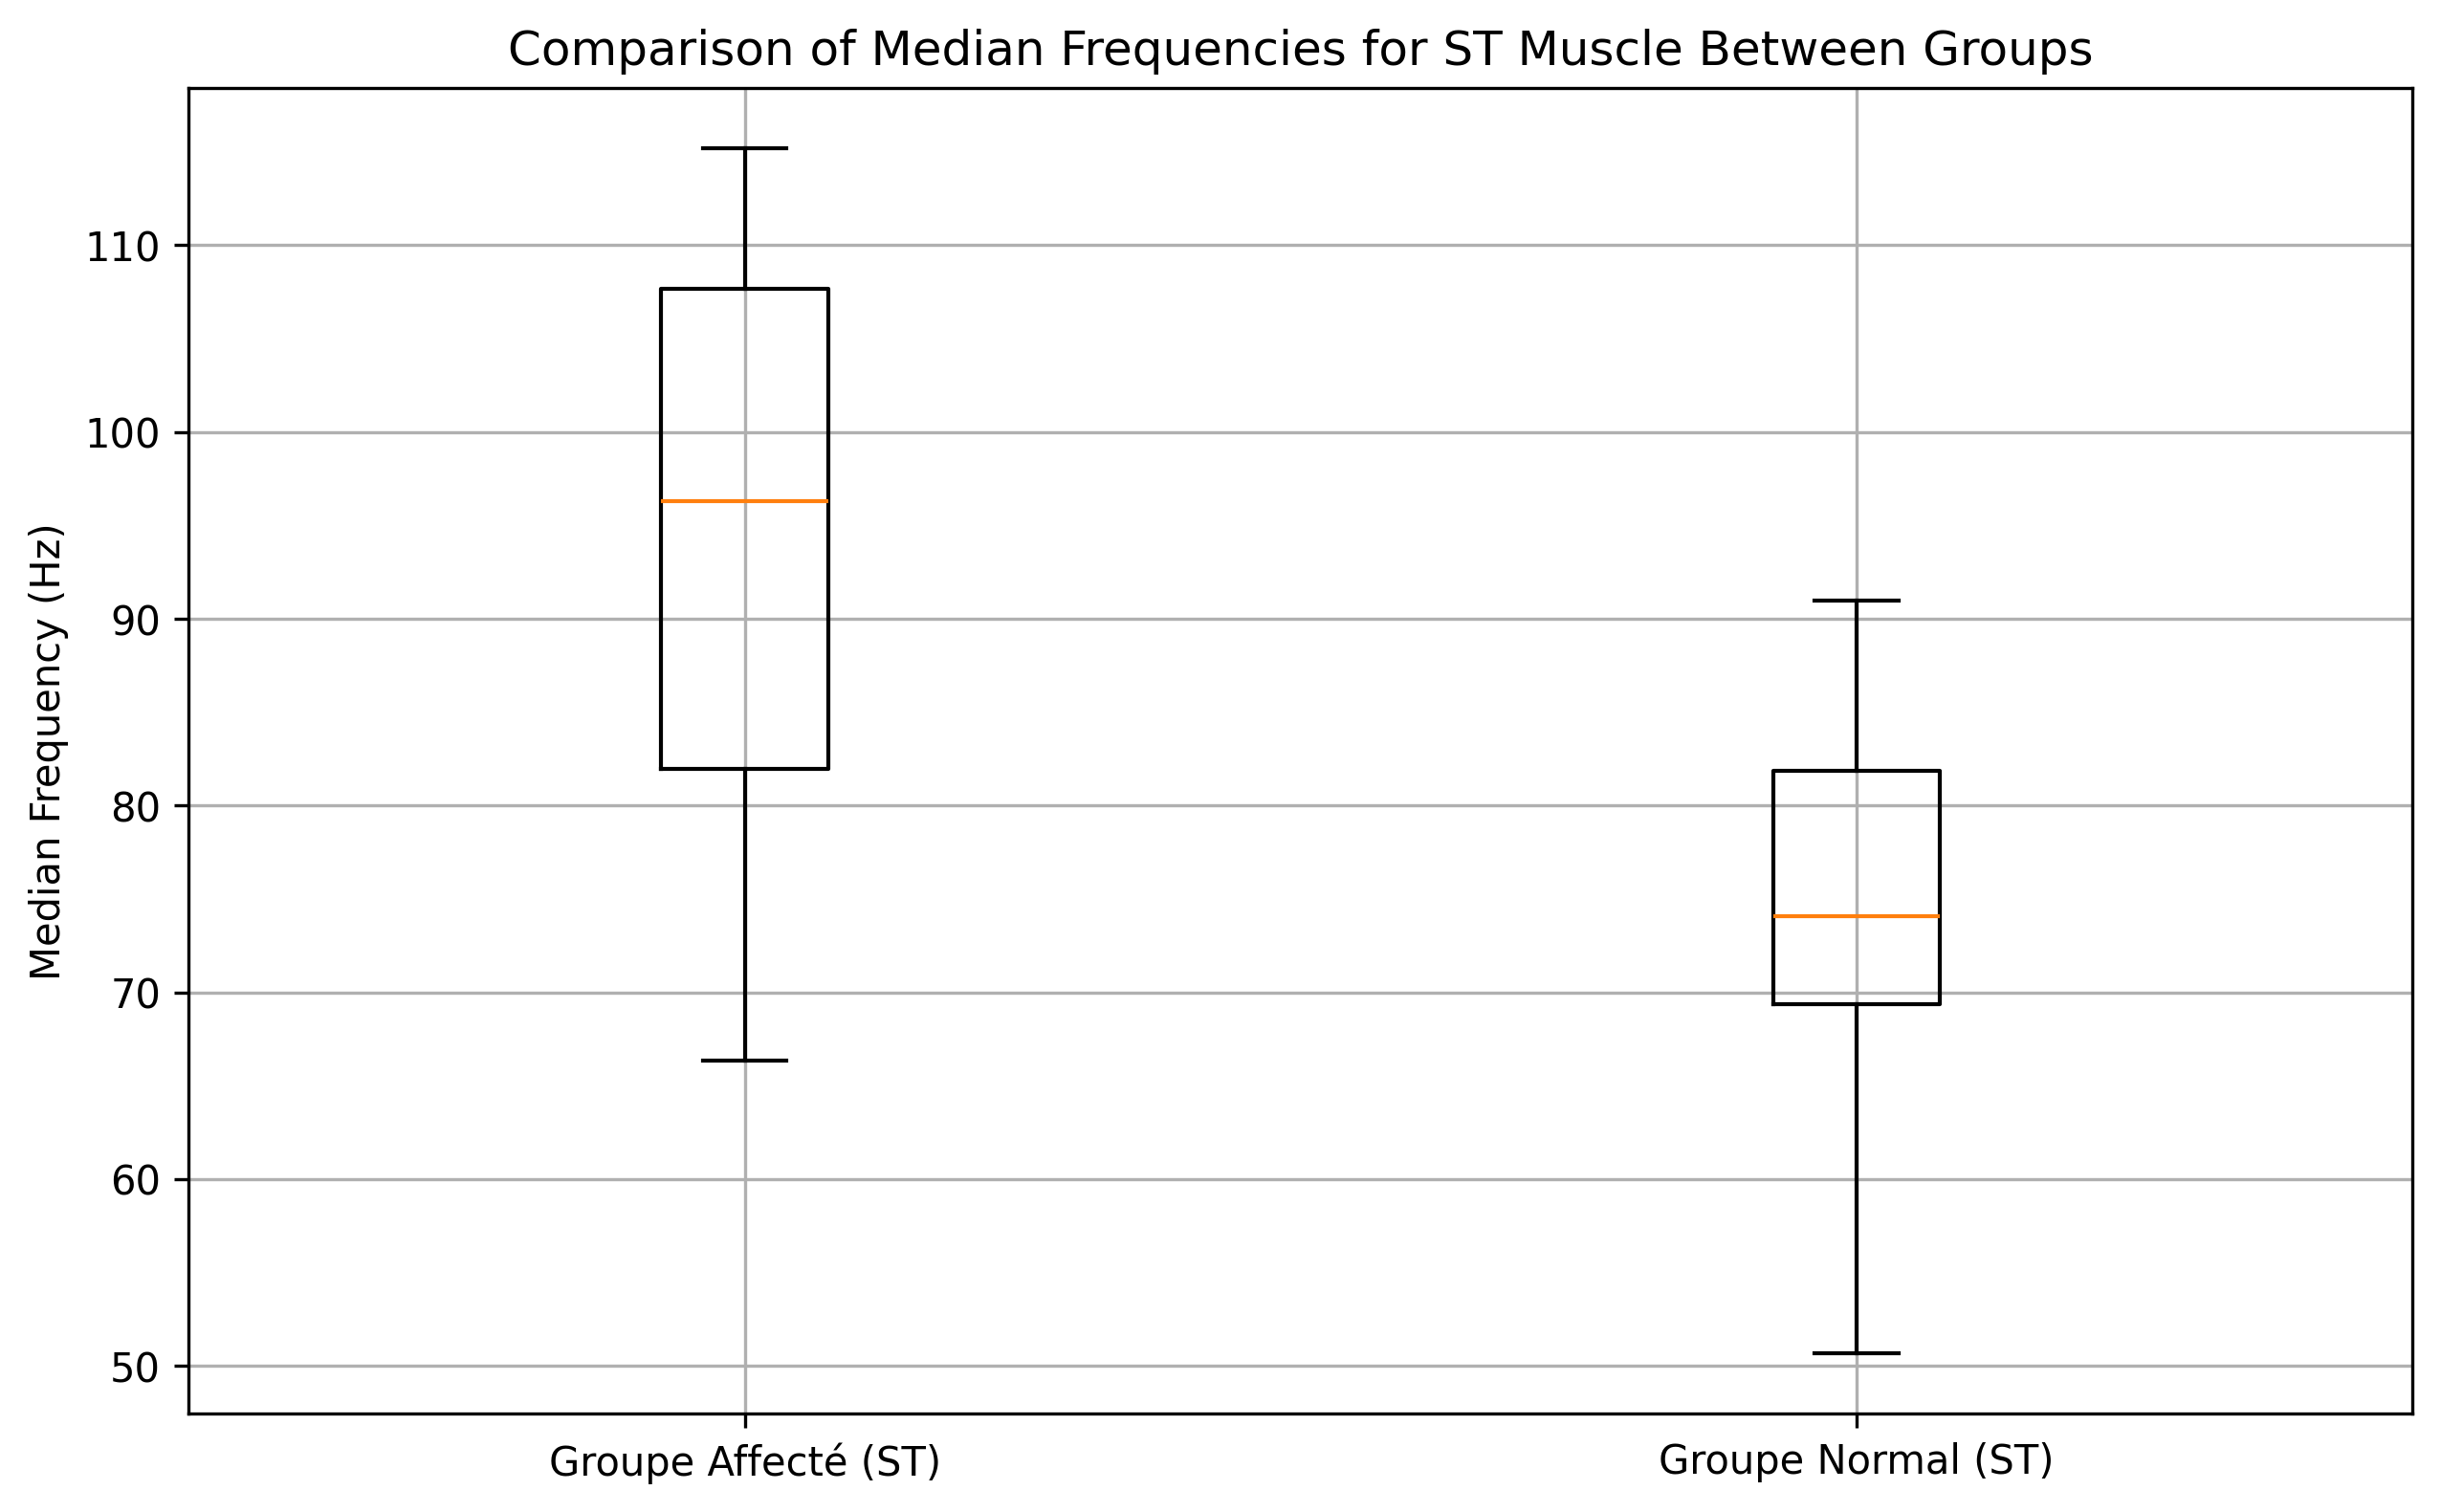 Comparison of Median Frequencies for ST Muscle Between Groups
Median Frequency (Hz)
110
100
90
80
70
60
50
Groupe Affecté (ST)
Groupe Normal (ST)